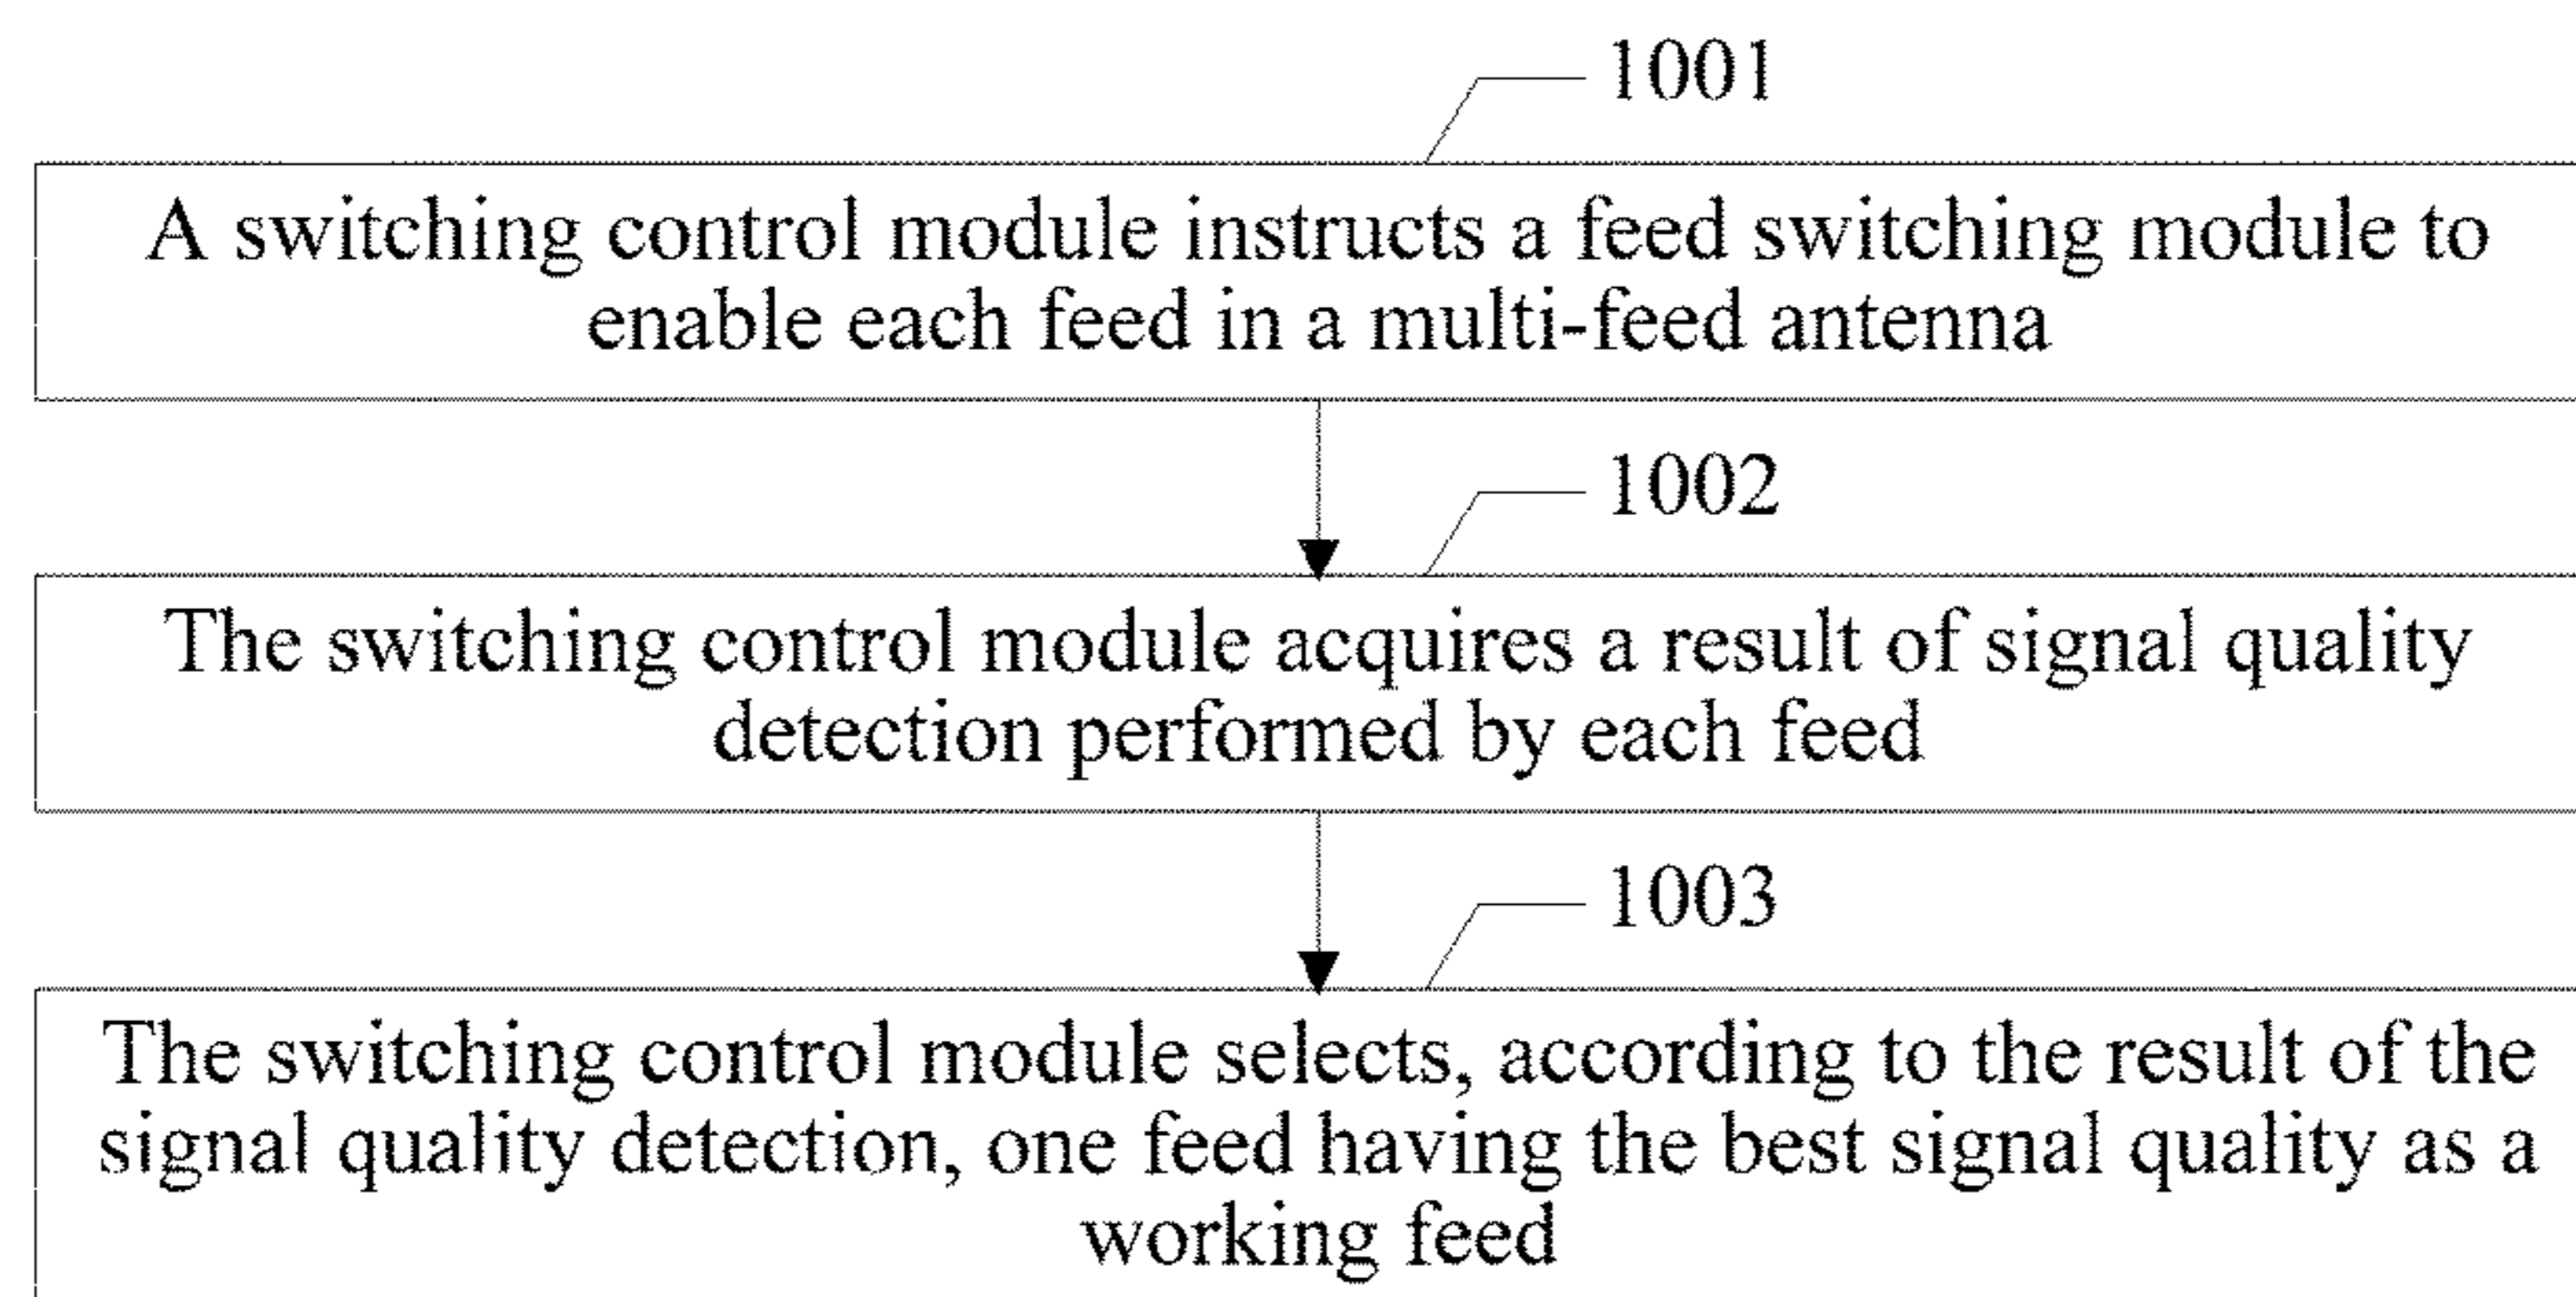 1001
A switching control module instructs a feed switching module to
enable each feed in a multi-feed antenna
1002
The switching control module acquires a result of signal quality
detection performed by each feed
1003
The switching control module selects, according to the result of the
signal quality detection, one feed having the best signal quality as a
working feed